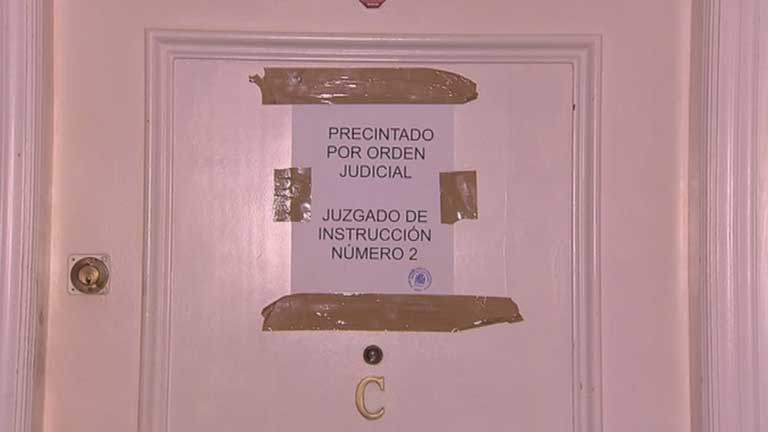 PRECINTADO
POR ORDEN
JUDICIAL
JUZGADO DE
INSTRUCCIÓN
NÚMERO 2
C